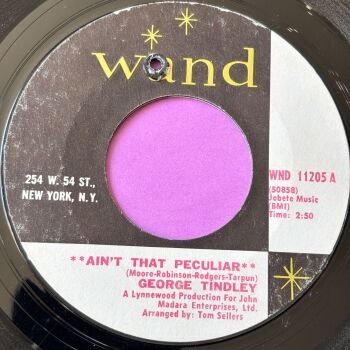 wand
254 W. 54 ST.,
NEW YORK, N.Y.
WND 11205 A
(50858)
Jobete Music
(BMI)
Time: 2:50
**AIN'T THAT PECULIAR**
(Moore-Robinson-Rodgers-Tarpun)
GEORGE TINDLEY
A Lynnewood Production For John
Madara Enterprises, Ltd.
Arranged by: Tom Sellers